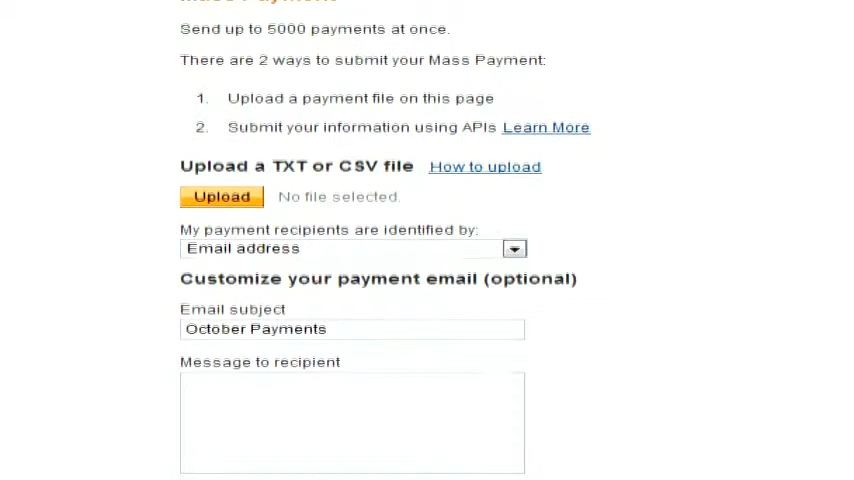 Mass Payment
Send up to 5000 payments at once.
There are 2 ways to submit your Mass Payment:
1. Upload a payment file on this page
2. Submit your information using APIs Learn More
Upload a TXT or CSV file How to upload
Upload No file selected.
My payment recipients are identified by:
Email address
Customize your payment email (optional)
Email subject
October Payments
Message to recipient